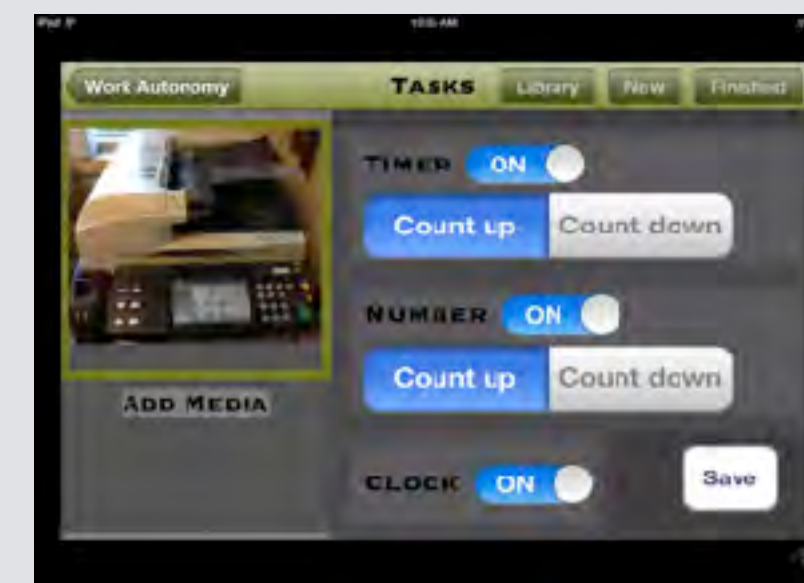 iPad
Work Autonomy TASKS Library New Finished
TIMER ON
Count up Count down
NUMBER ON
Count up Count down
ADD MEDIA
CLOCK ON Save